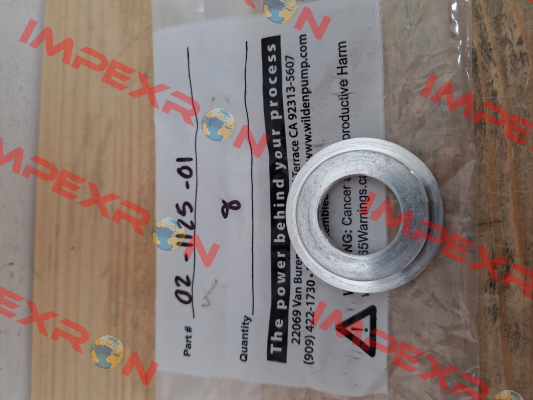 Part # 02-1125-01
Quantity 8
The power behind your process
22069 Van Buren Terrace CA 92313-5607
(909) 422-1730 • www.wildenpump.com
NG: Cancer a productive Harm
65Warnings.ca
IMPEXRON
IMPEXRON
IMPEXRON
IMPEXRON
IMPEXRON